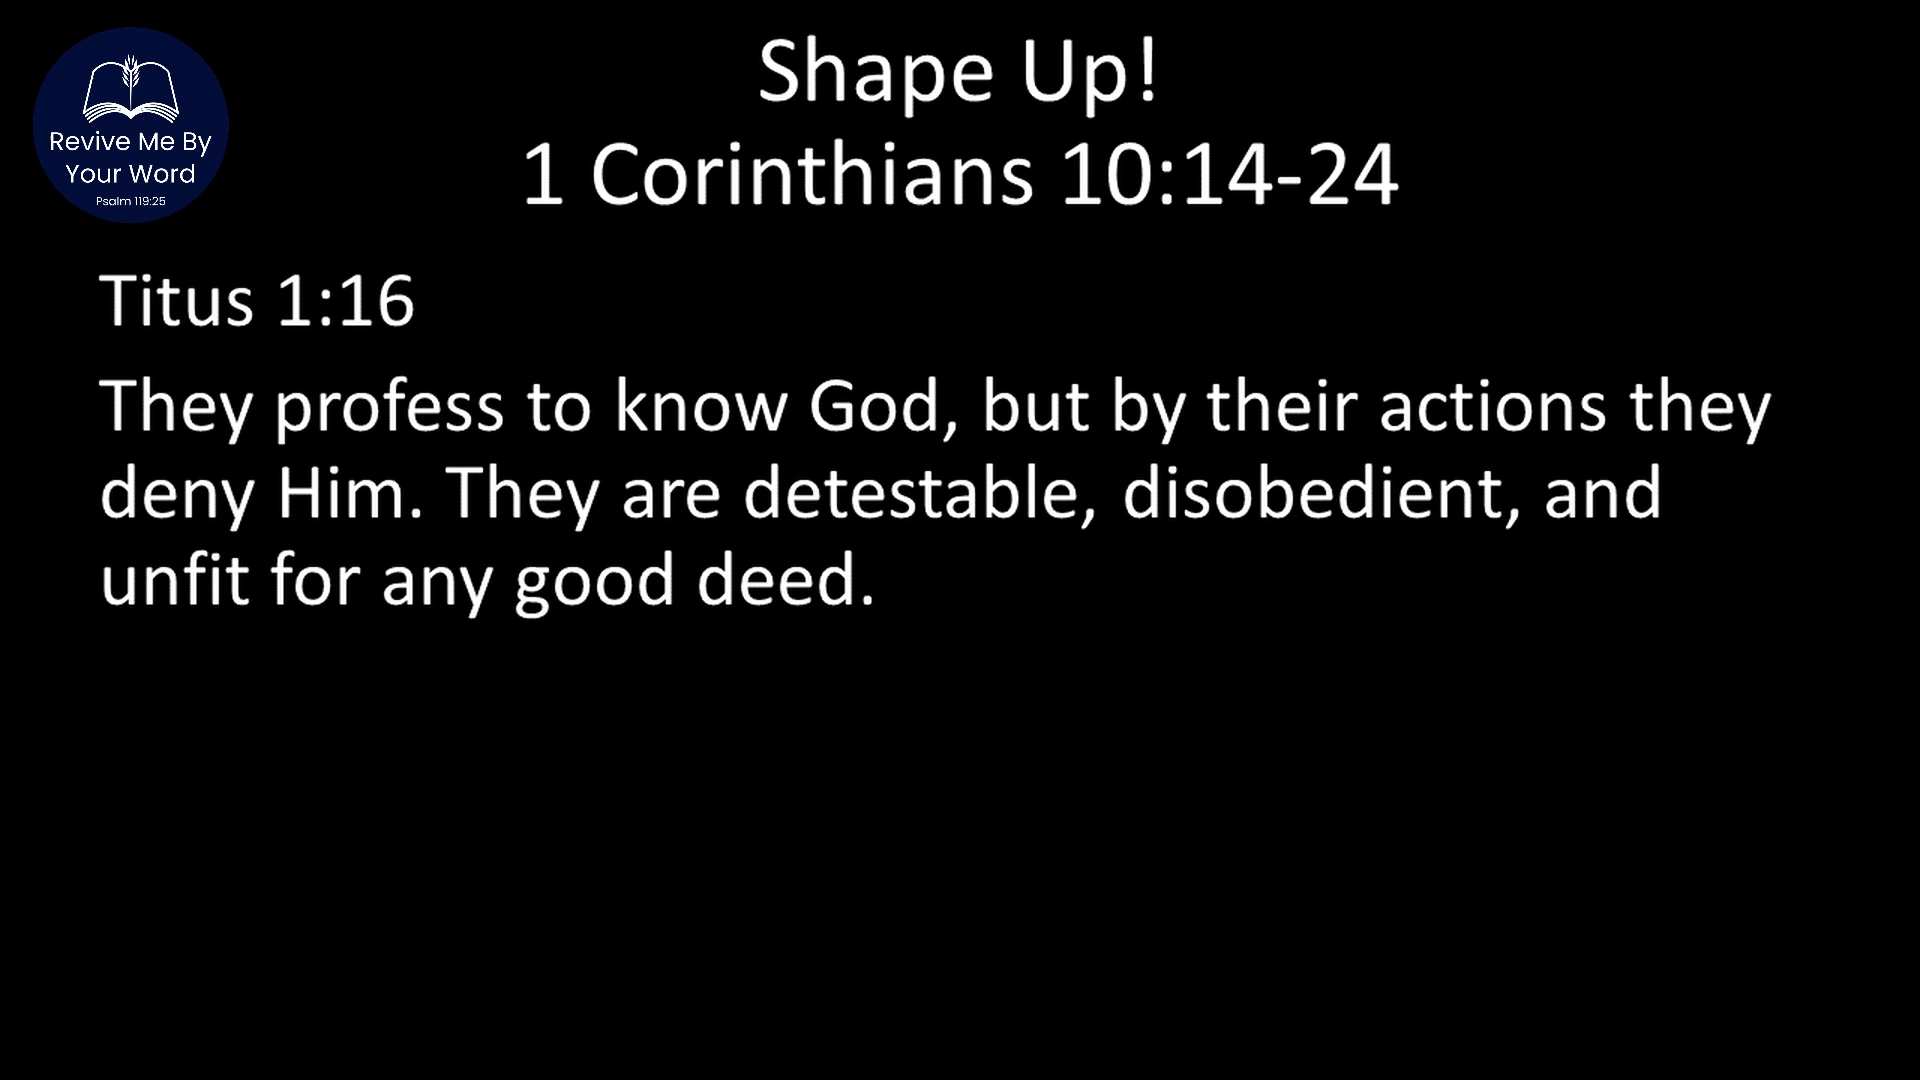 Revive Me By
Your Word
Psalm 119:25
Shape Up!
1 Corinthians 10:14-24
Titus 1:16
They profess to know God, but by their actions they
deny Him. They are detestable, disobedient, and
unfit for any good deed.